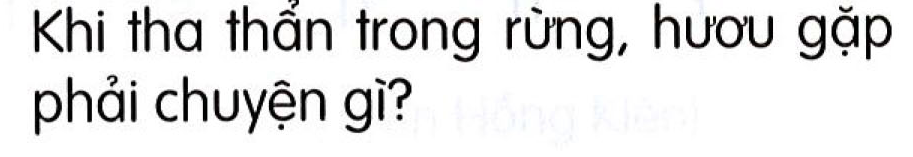 Khi tha thẩn trong rừng, hươu gặp
phải chuyện gì?